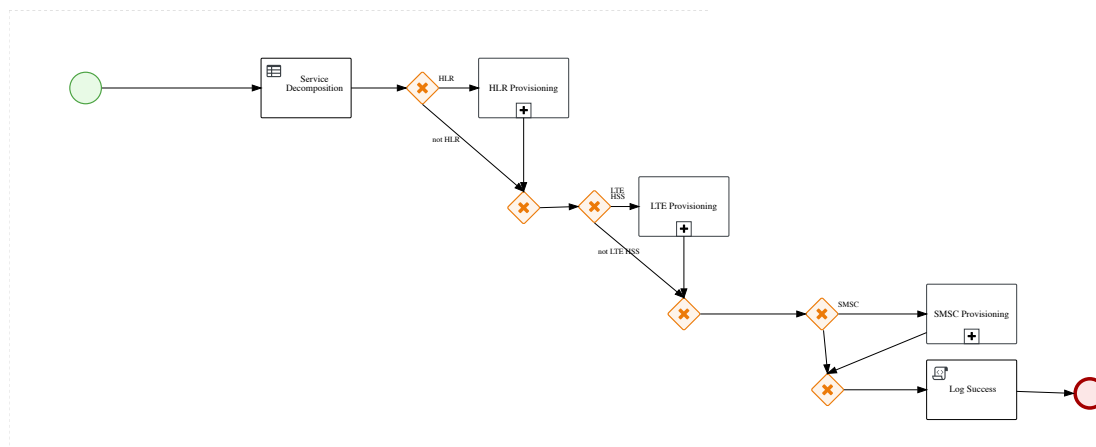 Service
Decomposition
HLR
HLR Provisioning
not HLR
LTE
HSS
LTE Provisioning
not LTE HSS
SMSC
SMSC Provisioning
Log Success